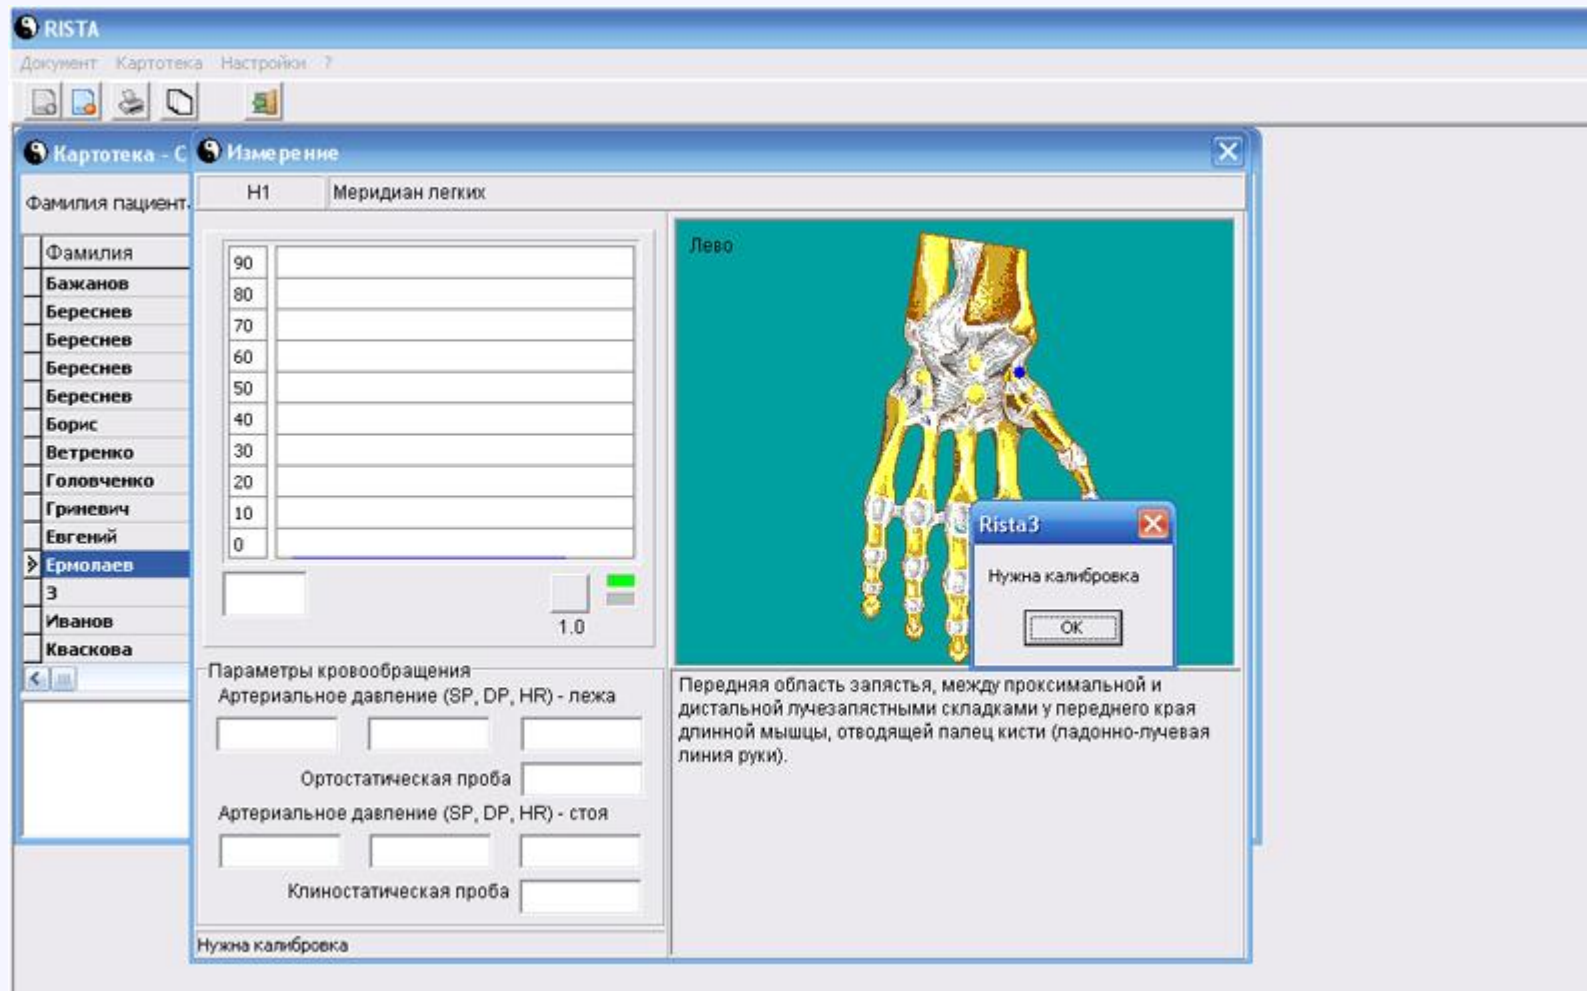 RISTA
Документ Картотека Настройки ?
Картотека - С
Фамилия пациент
Фамилия
Бажанов
Береснев
Береснев
Береснев
Береснев
Борис
Ветренко
Головченко
Гриневич
Евгений
Ермолаев
З
Иванов
Кваскова
Измерение
H1 Меридиан легких
90
80
70
60
50
40
30
20
10
0
1.0
Параметры кровообращения
Артериальное давление (SP, DP, HR) - лежа
Ортостатическая проба
Артериальное давление (SP, DP, HR) - стоя
Клиностатическая проба
Нужна калибровка
Лево
Rista3
Нужна калибровка
OK
Передняя область запястья, между проксимальной и
дистальной лучезапястными складками у переднего края
длинной мышцы, отводящей палец кисти (ладонно-лучевая
линия руки).